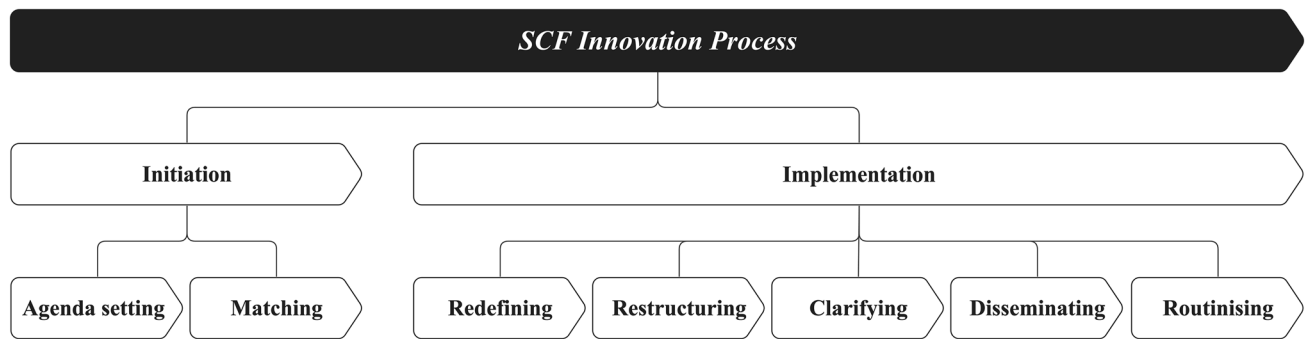 SCF Innovation Process
Initiation
Implementation
Agenda setting
Matching
Redefining
Restructuring
Clarifying
Disseminating
Routinising